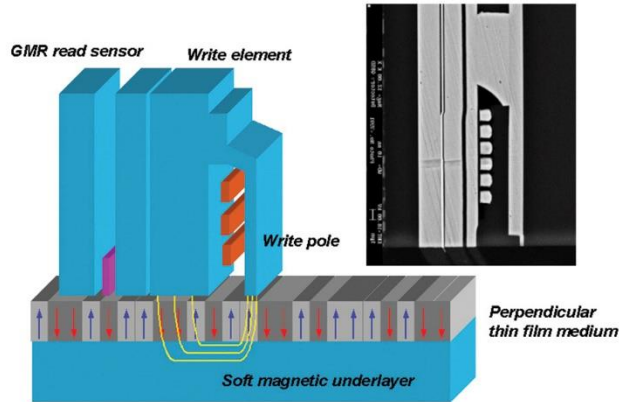 GMR read sensor
Write element
Write pole
Perpendicular
thin film medium
Soft magnetic underlayer